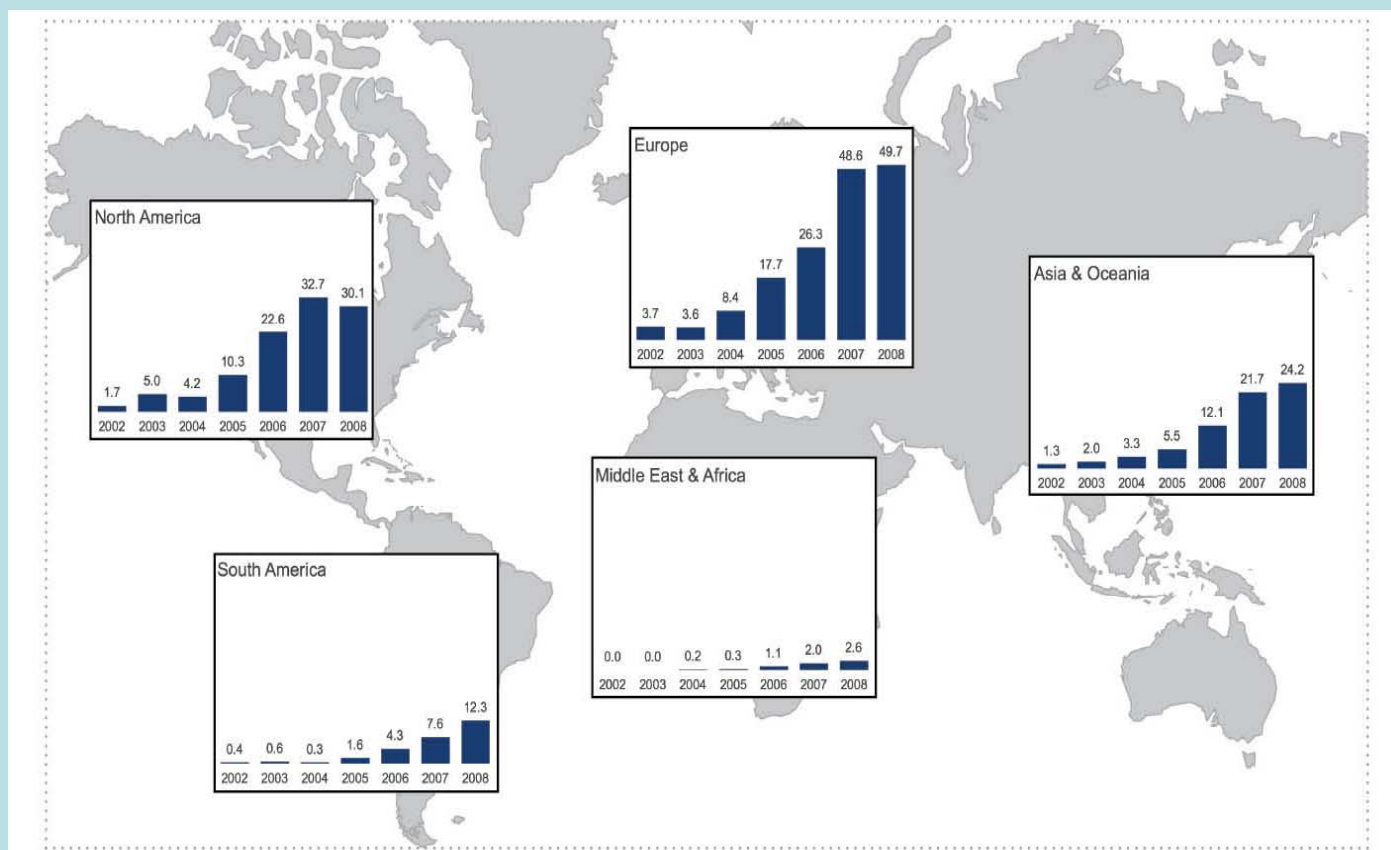 North America
1.7 5.0 4.2 10.3 22.6 32.7 30.1
2002 2003 2004 2005 2006 2007 2008
Europe
3.7 3.6 8.4 17.7 26.3 48.6 49.7
2002 2003 2004 2005 2006 2007 2008
Asia & Oceania
1.3 2.0 3.3 5.5 12.1 21.7 24.2
2002 2003 2004 2005 2006 2007 2008
Middle East & Africa
0.0 0.0 0.2 0.3 1.1 2.0 2.6
2002 2003 2004 2005 2006 2007 2008
South America
0.4 0.6 0.3 1.6 4.3 7.6 12.3
2002 2003 2004 2005 2006 2007 2008